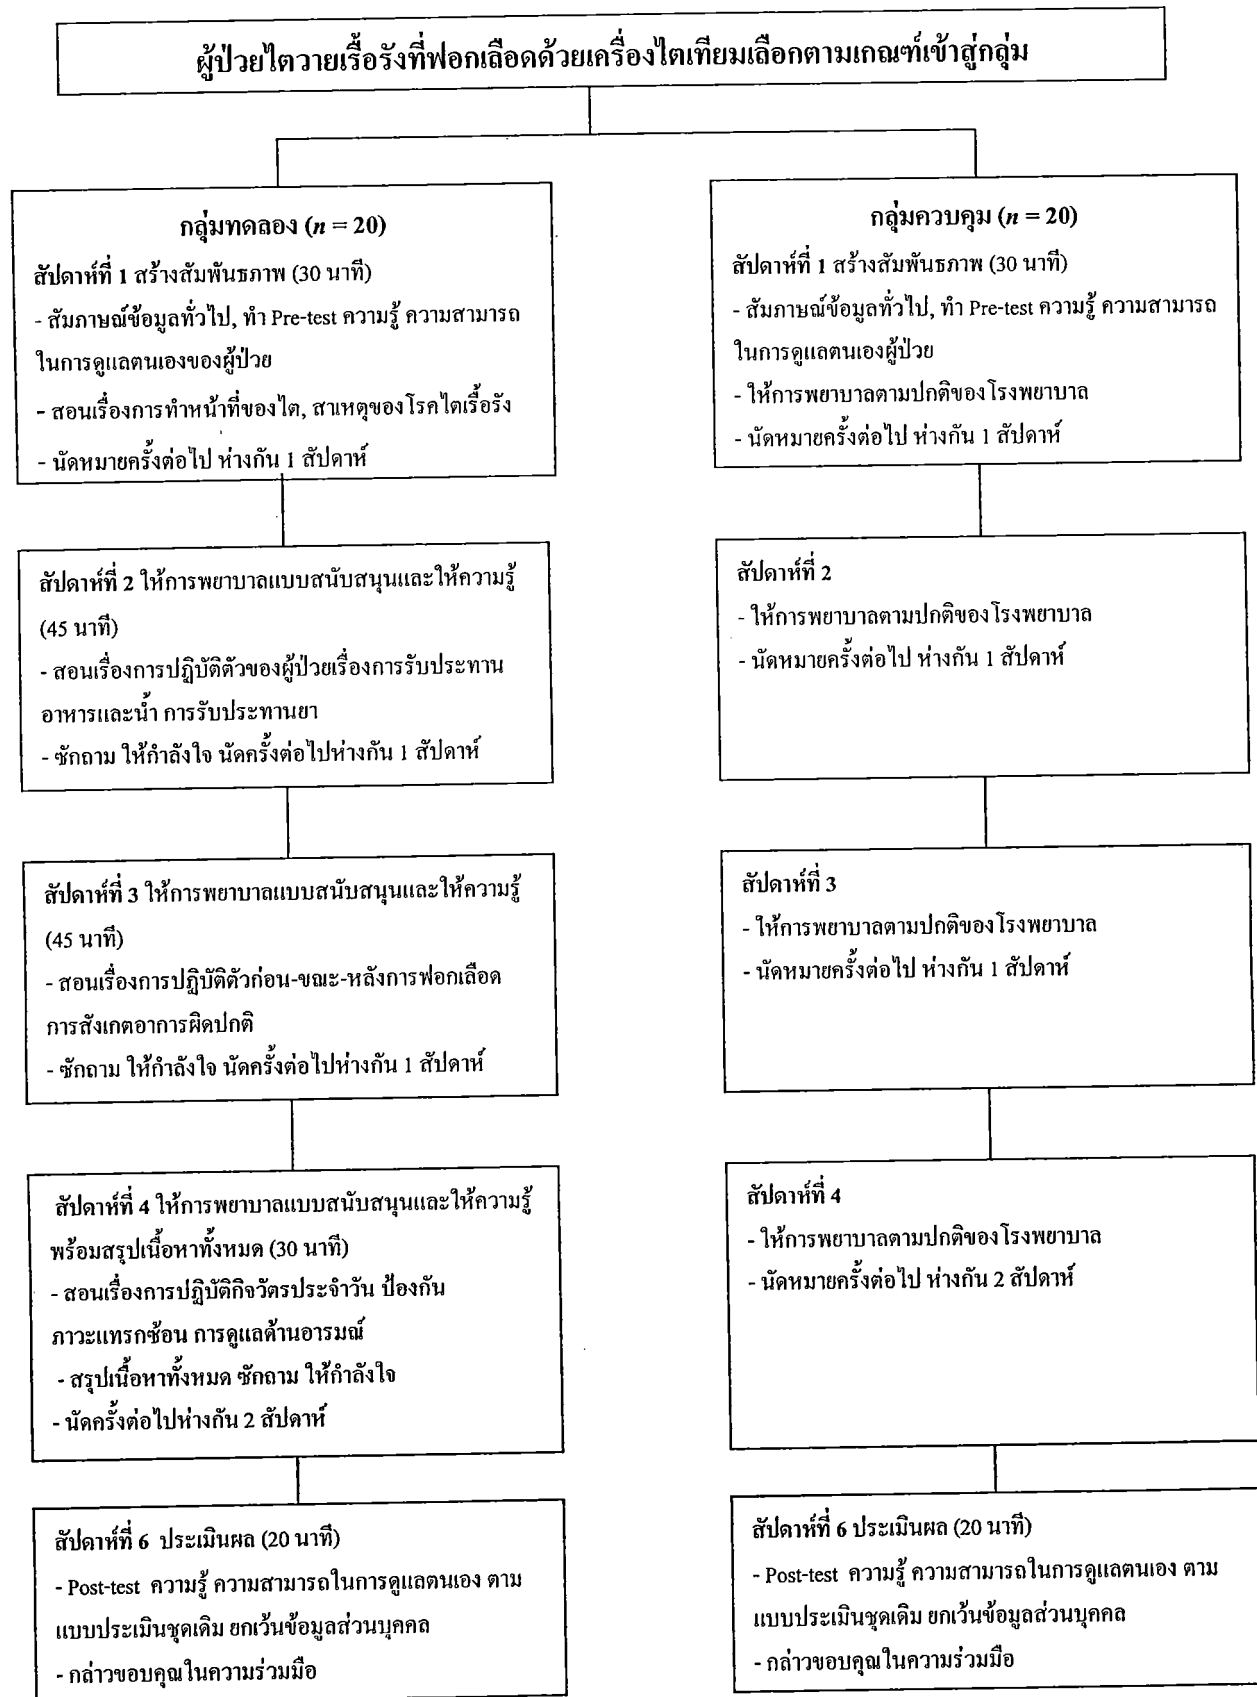 ผู้ป่วยไตวายเรื้อรังที่ฟอกเลือดด้วยเครื่องไตเทียมเลือกตามเกณฑ์เข้าสู่กลุ่ม
กลุ่มทดลอง (n = 20)
สัปดาห์ที่ 1 สร้างสัมพันธภาพ (30 นาที)
- สัมภาษณ์ข้อมูลทั่วไป, ทำ Pre-test ความรู้ ความสามารถ
ในการดูแลตนเองของผู้ป่วย
- สอนเรื่องการทำหน้าที่ของไต, สาเหตุของโรคไตเรื้อรัง
- นัดหมายครั้งต่อไป ห่างกัน 1 สัปดาห์
สัปดาห์ที่ 2 ให้การพยาบาลแบบสนับสนุนและให้ความรู้
(45 นาที)
- สอนเรื่องการปฏิบัติตัวของผู้ป่วยเรื่องการรับประทาน
อาหารและน้ำ การรับประทานยา
- ซักถาม ให้กำลังใจ นัดครั้งต่อไปห่างกัน 1 สัปดาห์
สัปดาห์ที่ 3 ให้การพยาบาลแบบสนับสนุนและให้ความรู้
(45 นาที)
- สอนเรื่องการปฏิบัติตัวก่อน-ขณะ-หลังการฟอกเลือด
การสังเกตอาการผิดปกติ
- ซักถาม ให้กำลังใจ นัดครั้งต่อไปห่างกัน 1 สัปดาห์
สัปดาห์ที่ 4 ให้การพยาบาลแบบสนับสนุนและให้ความรู้
พร้อมสรุปเนื้อหาทั้งหมด (30 นาที)
- สอนเรื่องการปฏิบัติกิจวัตรประจำวัน ป้องกัน
ภาวะแทรกซ้อน การดูแลด้านอารมณ์
- สรุปเนื้อหาทั้งหมด ซักถาม ให้กำลังใจ
- นัดครั้งต่อไปห่างกัน 2 สัปดาห์
สัปดาห์ที่ 6 ประเมินผล (20 นาที)
- Post-test ความรู้ ความสามารถในการดูแลตนเอง ตาม
แบบประเมินชุดเดิม ยกเว้นข้อมูลส่วนบุคคล
- กล่าวขอบคุณในความร่วมมือ
กลุ่มควบคุม (n = 20)
สัปดาห์ที่ 1 สร้างสัมพันธภาพ (30 นาที)
- สัมภาษณ์ข้อมูลทั่วไป, ทำ Pre-test ความรู้ ความสามารถ
ในการดูแลตนเองผู้ป่วย
- ให้การพยาบาลตามปกติของโรงพยาบาล
- นัดหมายครั้งต่อไป ห่างกัน 1 สัปดาห์
สัปดาห์ที่ 2
- ให้การพยาบาลตามปกติของโรงพยาบาล
- นัดหมายครั้งต่อไป ห่างกัน 1 สัปดาห์
สัปดาห์ที่ 3
- ให้การพยาบาลตามปกติของโรงพยาบาล
- นัดหมายครั้งต่อไป ห่างกัน 1 สัปดาห์
สัปดาห์ที่ 4
- ให้การพยาบาลตามปกติของโรงพยาบาล
- นัดหมายครั้งต่อไป ห่างกัน 2 สัปดาห์
สัปดาห์ที่ 6 ประเมินผล (20 นาที)
- Post-test ความรู้ ความสามารถในการดูแลตนเอง ตาม
แบบประเมินชุดเดิม ยกเว้นข้อมูลส่วนบุคคล
- กล่าวขอบคุณในความร่วมมือ